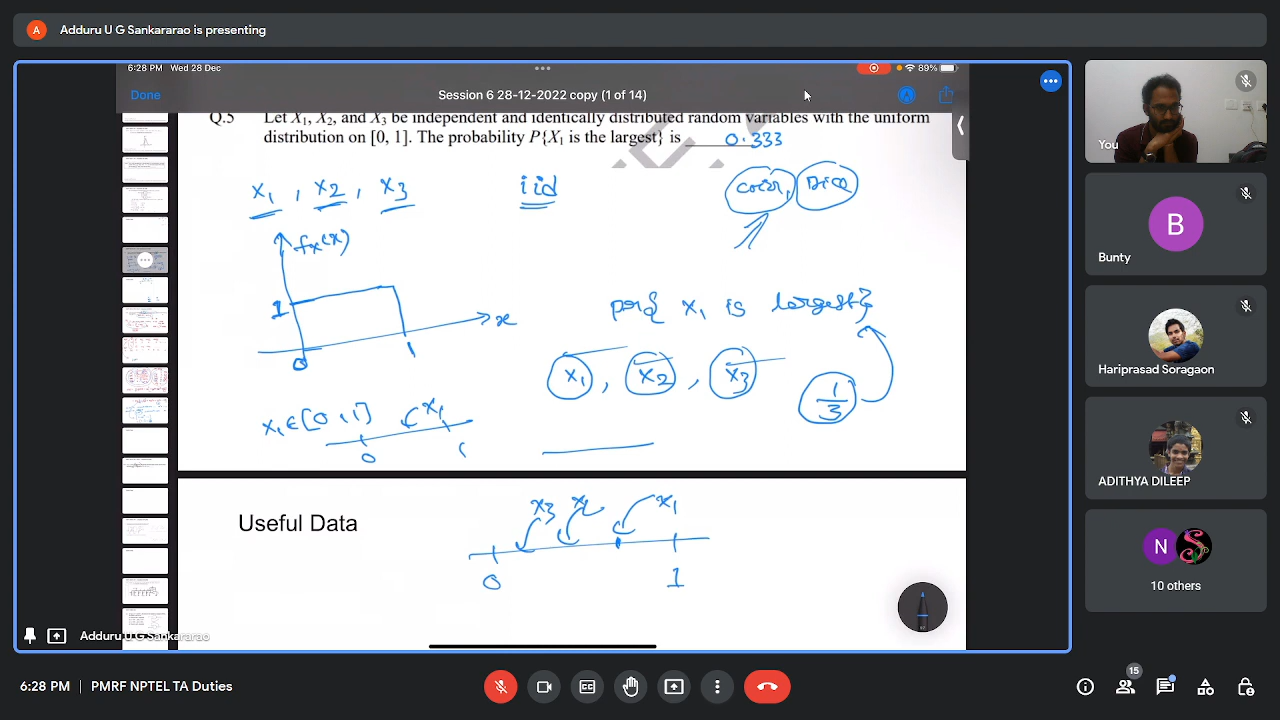 A Adduru U G Sankararao is presenting
6:28 PM Wed 28 Dec
89%
Done
Session 6 28-12-2022 copy (1 of 14)
Q.5 Let X1, X2, and X3 be independent and identically distributed random variables with the uniform
distribution on [0, 1]. The probability P{X1 is the largest} is 0.333
x1, x2, x3 iid coin, Dice
fx(x)
1
x
0 1
x1 is largest}
x1, x2, x3
1/3
x1 ∈ [0, 1] x1
0
Useful Data
x3 x1
0 1
Adduru U G Sankararao
You
B
Bunty
Hariprasad Soragaon
ADITHYA DILEEP
N
10 others
6:28 PM | PMRF NPTEL TA Duties
15